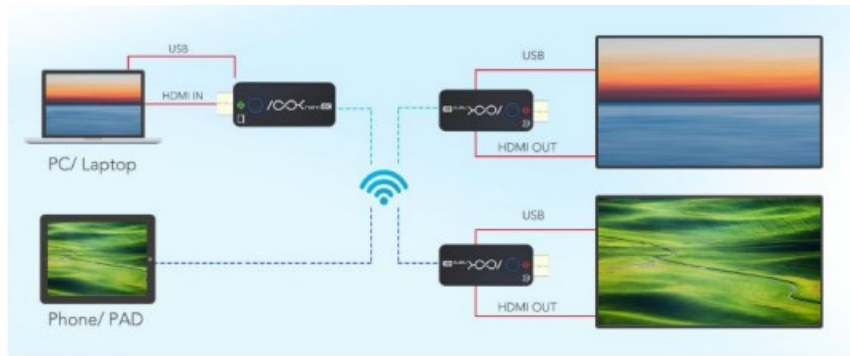 USB
HDMI IN
PC/ Laptop
Phone/ PAD
USB
HDMI OUT
USB
HDMI OUT